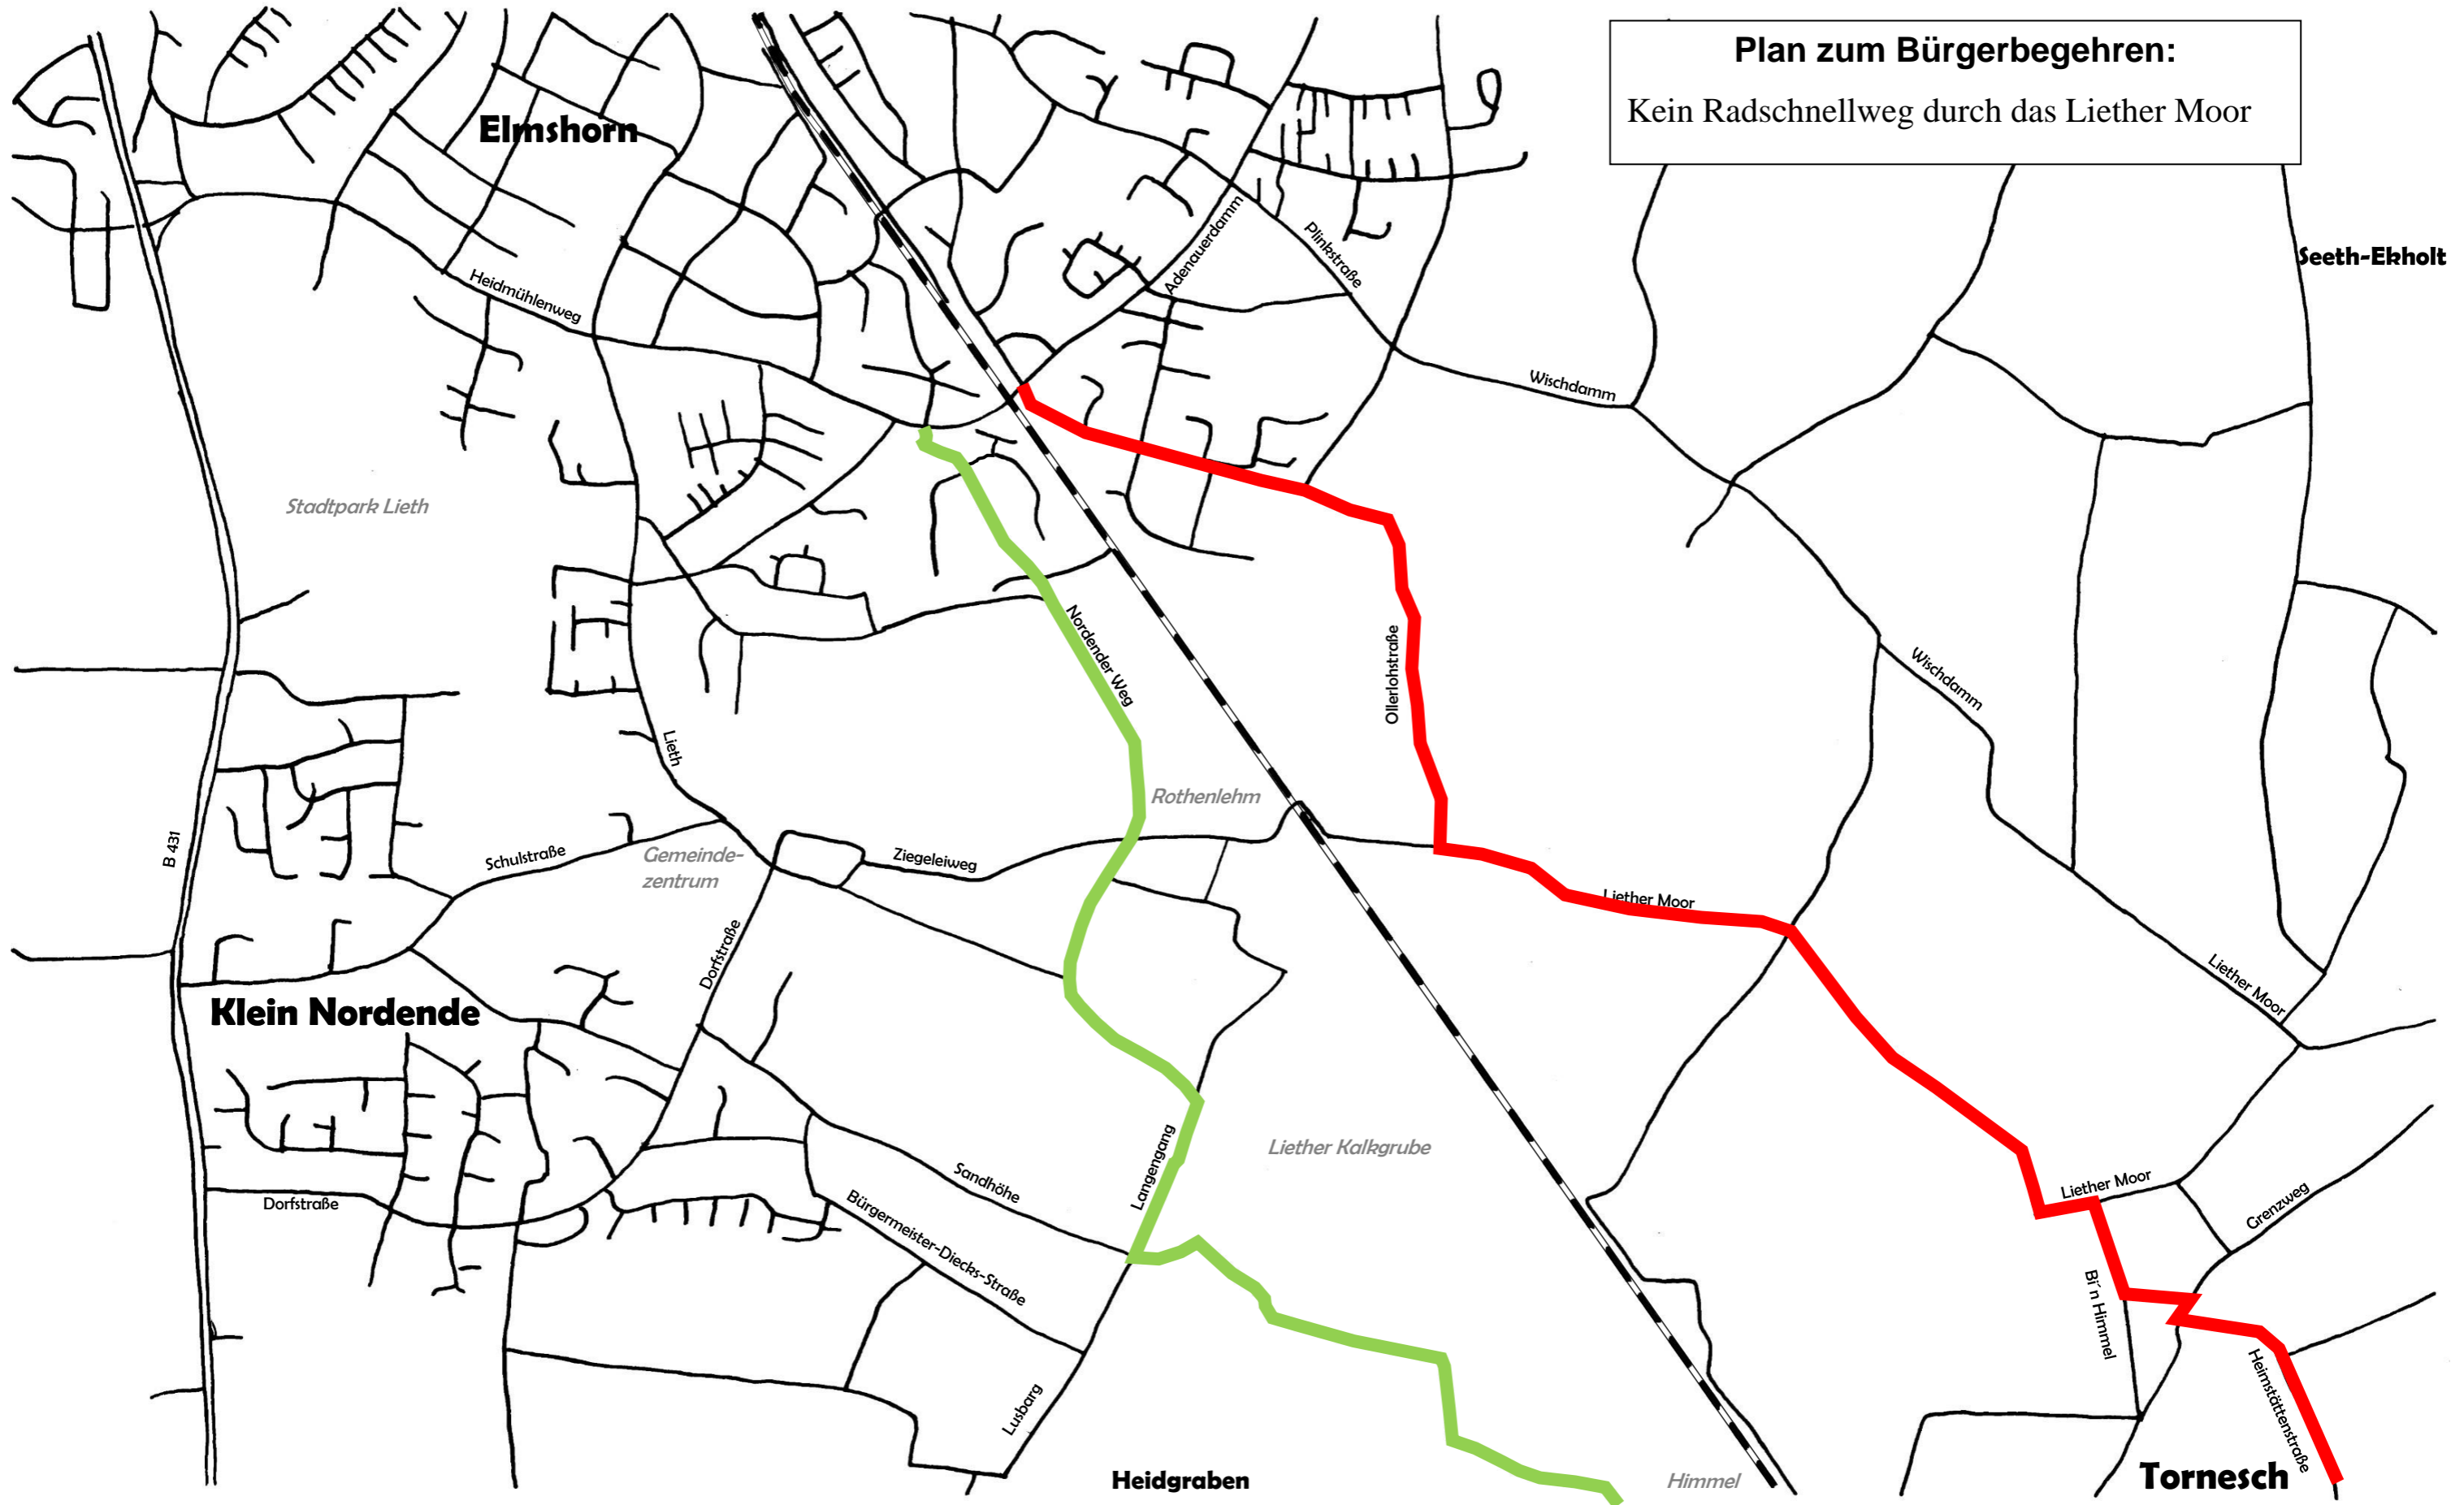 Plan zum Bürgerbegehren:
Kein Radschnellweg durch das Liether Moor
Elmshorn
Adenauerdamm
Plinkstraße
Seeth-Ekholt
Heidmühlenweg
Wischdamm
Stadtpark Lieth
Nordender Weg
Ollerlohstraße
Wischdamm
Lieth
Rothenlehm
B 431
Schulstraße
Gemeinde-
zentrum
Ziegeleiweg
Liether Moor
Dorfstraße
Liether Moor
Klein Nordende
Langengang
Liether Kalkgrube
Sandhöhe
Liether Moor
Grenzweg
Dorfstraße
Bürgermeister-Diecks-Straße
Bi´n Himmel
Lusbarg
Heimstättenstraße
Heidgraben
Himmel
Tornesch